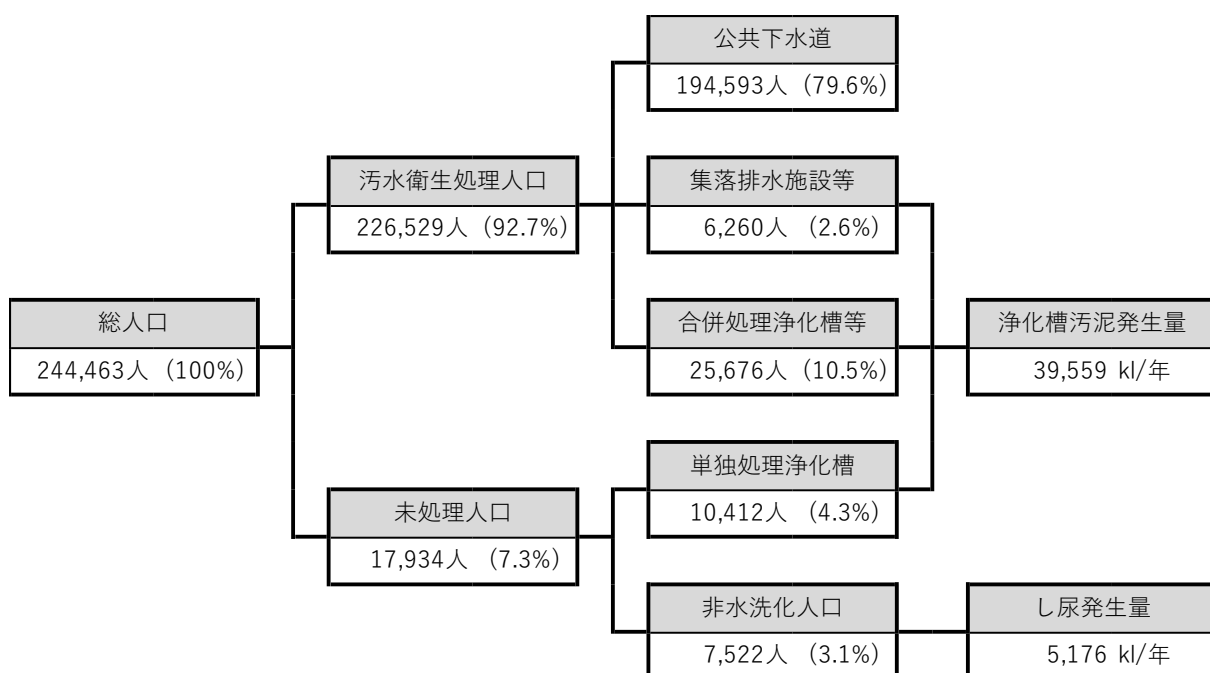 公共下水道
194,593人 (79.6%)
汚水衛生処理人口
226,529人 (92.7%)
集落排水施設等
6,260人 (2.6%)
総人口
244,463人 (100%)
合併処理浄化槽等
25,676人 (10.5%)
浄化槽汚泥発生量
39,559 kl/年
単独処理浄化槽
10,412人 (4.3%)
未処理人口
17,934人 (7.3%)
非水洗化人口
7,522人 (3.1%)
し尿発生量
5,176 kl/年